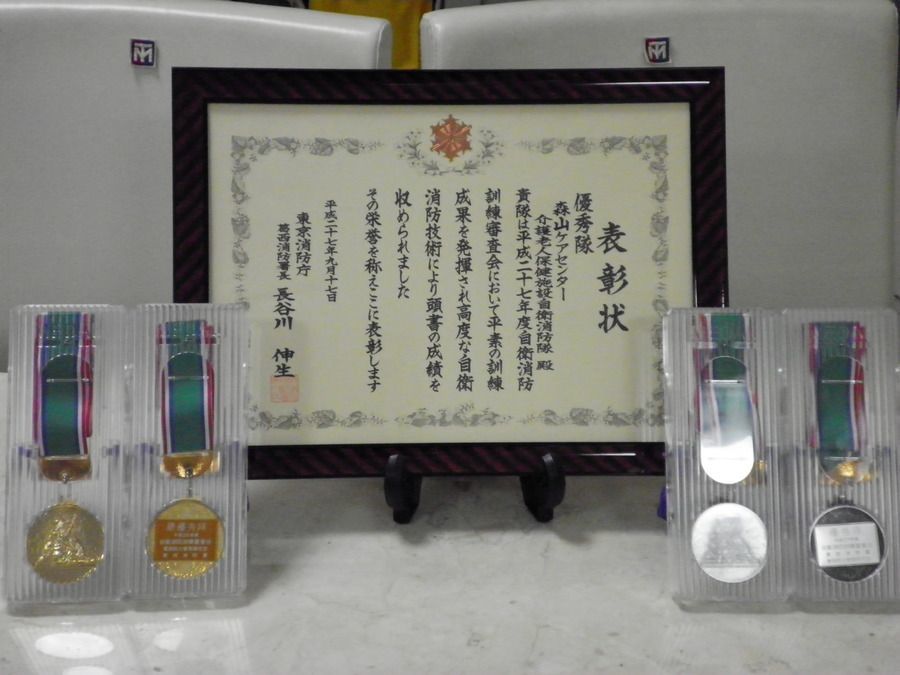 表彰状
優秀隊
森山ケアセンター
介護老人保健施設自衛消防隊 殿
貴隊は平成二十七年度自衛消防
訓練審査会において平素の訓練
成果を発揮され高度な自衛
消防技術により頭書の成績を
収められました
その栄誉を称えここに表彰します
平成二十七年九月十七日
東京消防庁
葛西消防署長 長谷川 伸生